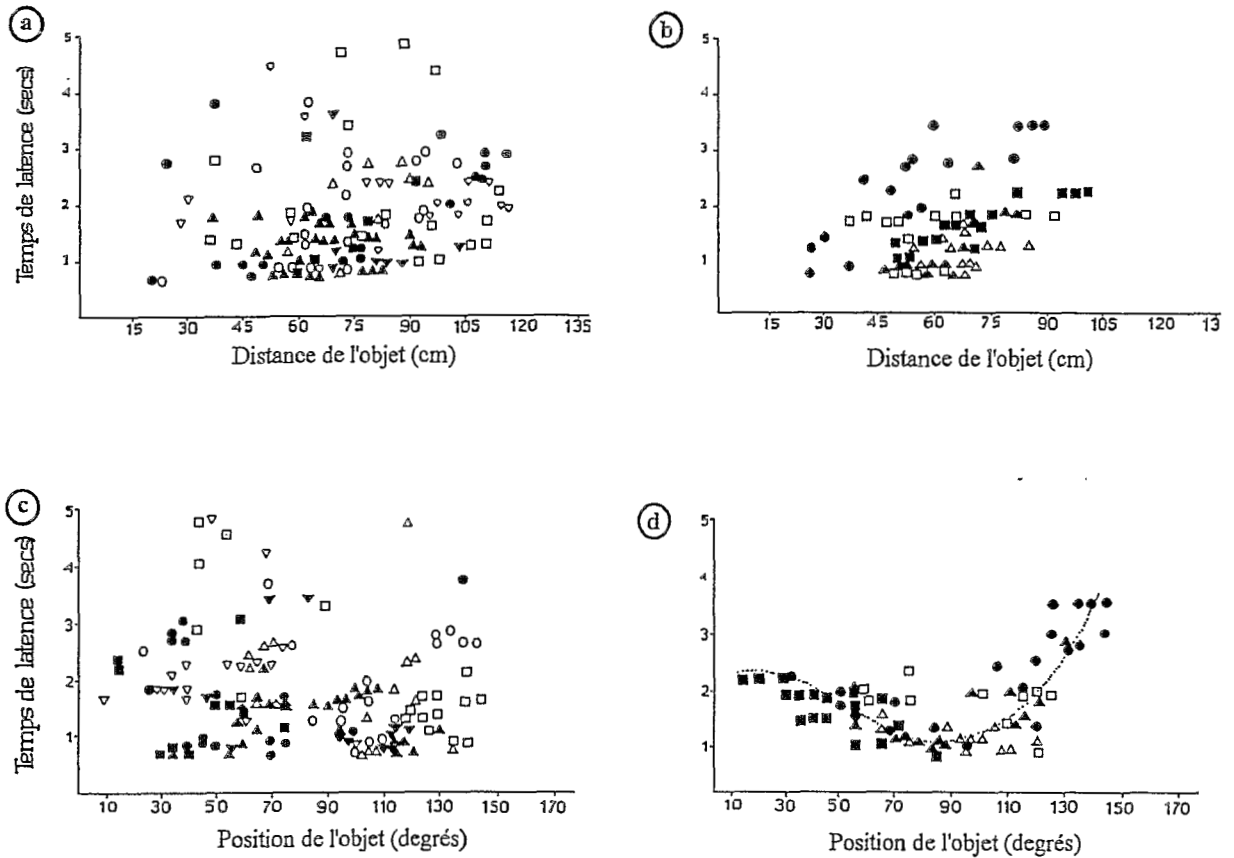 a
5
4
3
2
1
Temps de latence (secs)
15 30 45 60 75 90 105 120 135
Distance de l'objet (cm)
b
5
4
3
2
1
15 30 45 60 75 90 105 120 13
Distance de l'objet (cm)
c
5
4
3
2
1
Temps de latence (secs)
10 30 50 70 90 110 130 150 170
Position de l'objet (degrés)
d
5
4
3
2
1
10 30 50 70 90 110 130 150 170
Position de l'objet (degrés)